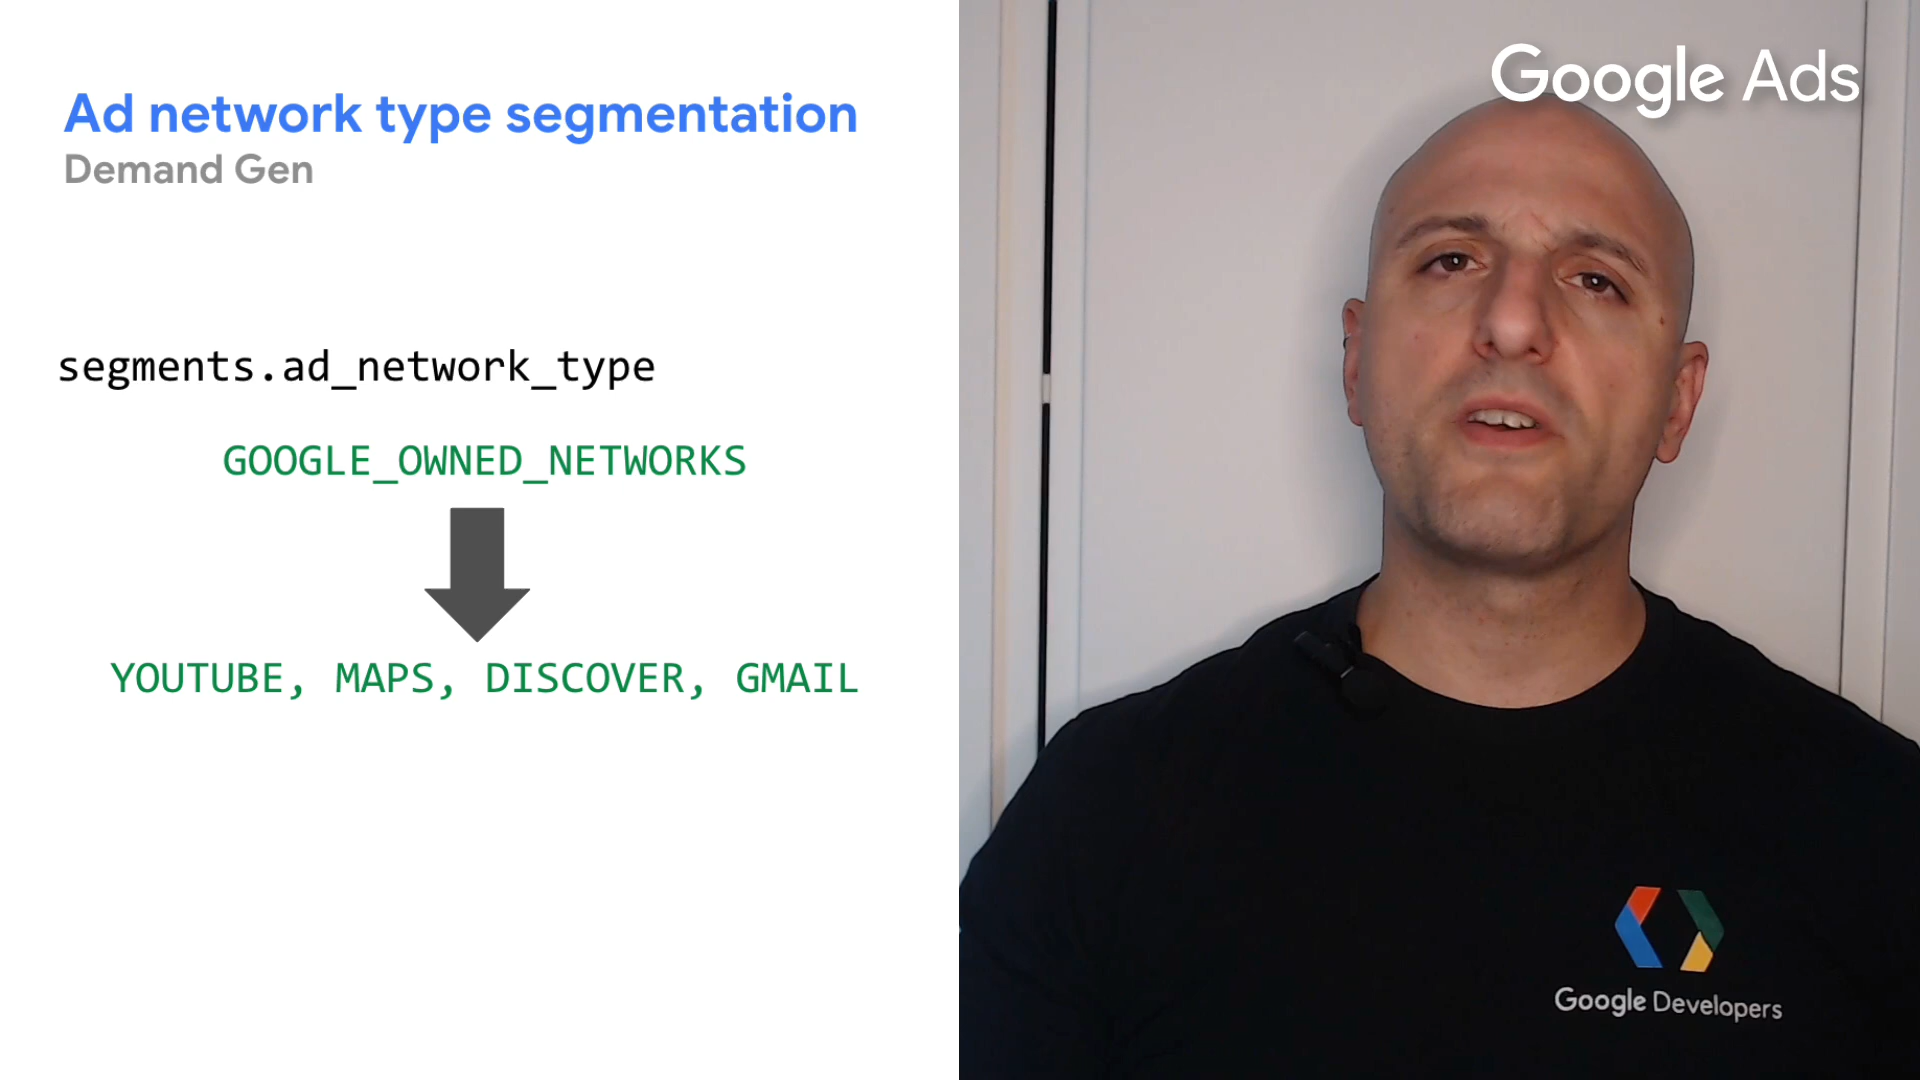 Ad network type segmentation
Demand Gen
segments.ad_network_type
GOOGLE_OWNED_NETWORKS
YOUTUBE, MAPS, DISCOVER, GMAIL
Google Ads
Google Developers